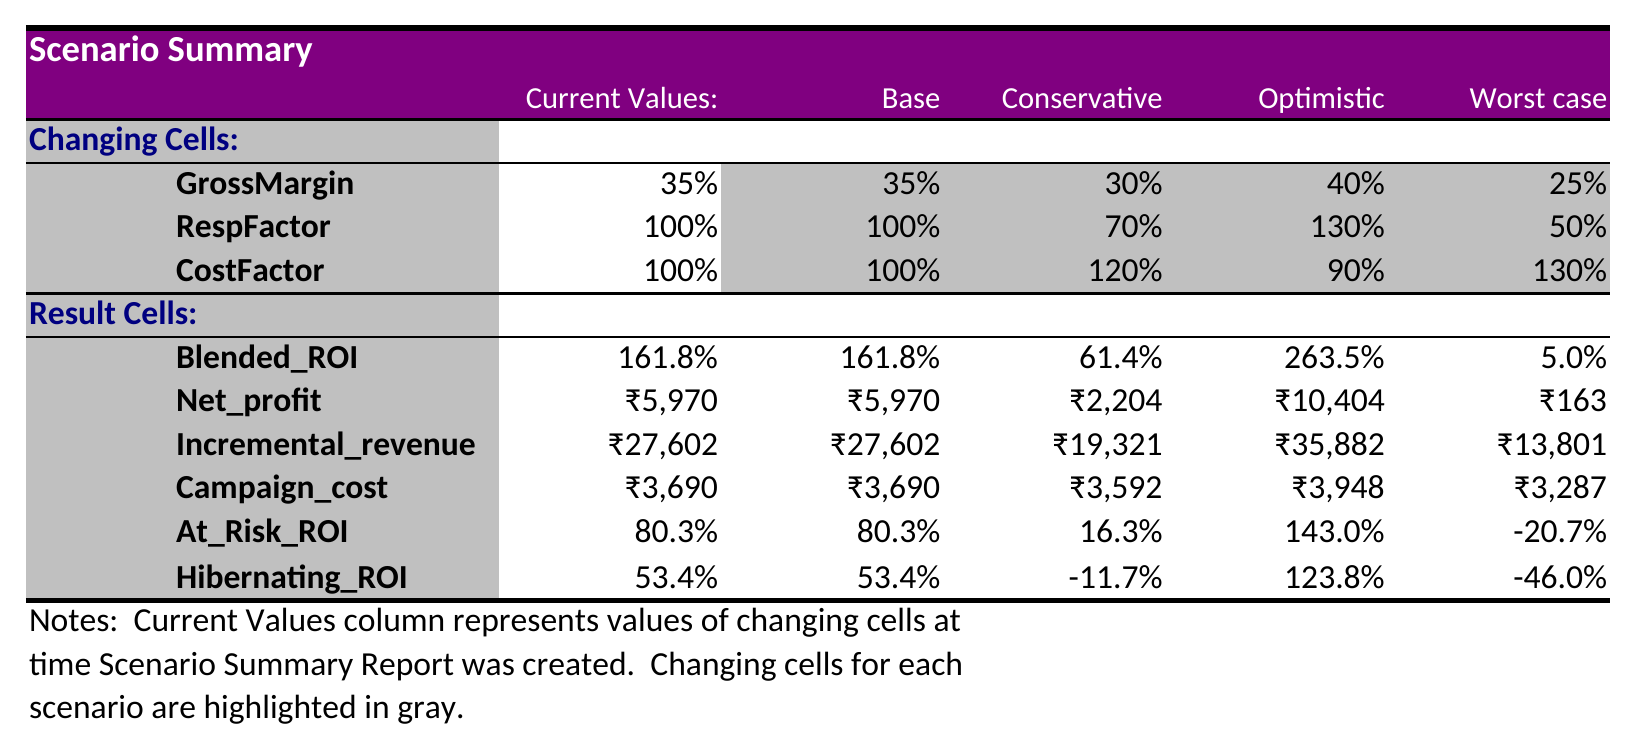 Scenario Summary
Current Values: Base Conservative Optimistic Worst case
Changing Cells:
GrossMargin 35% 35% 30% 40% 25%
RespFactor 100% 100% 70% 130% 50%
CostFactor 100% 100% 120% 90% 130%
Result Cells:
Blended_ROI 161.8% 161.8% 61.4% 263.5% 5.0%
Net_profit ₹5,970 ₹5,970 ₹2,204 ₹10,404 ₹163
Incremental_revenue ₹27,602 ₹27,602 ₹19,321 ₹35,882 ₹13,801
Campaign_cost ₹3,690 ₹3,690 ₹3,592 ₹3,948 ₹3,287
At_Risk_ROI 80.3% 80.3% 16.3% 143.0% -20.7%
Hibernating_ROI 53.4% 53.4% -11.7% 123.8% -46.0%
Notes:  Current Values column represents values of changing cells at
time Scenario Summary Report was created.  Changing cells for each
scenario are highlighted in gray.